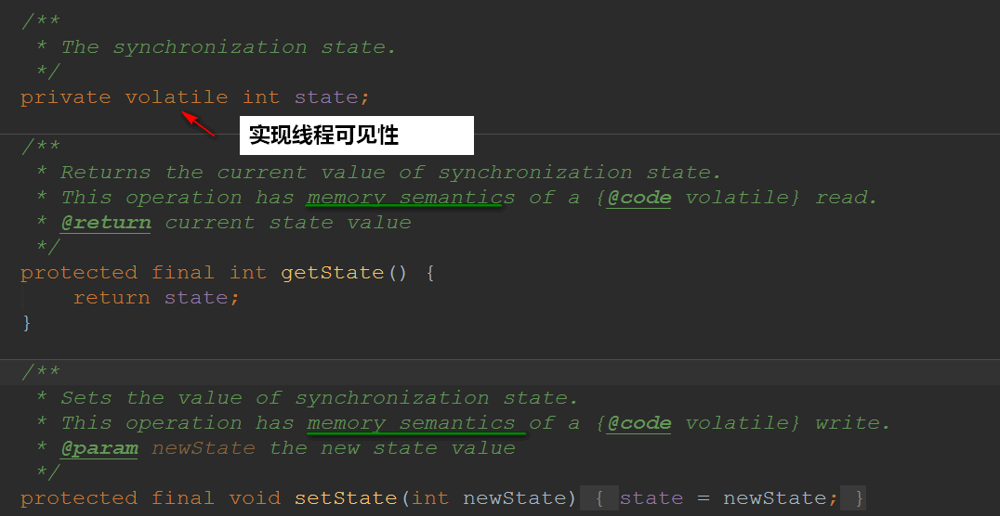 /**
 * The synchronization state.
 */
private volatile int state;
实现线程可见性
/**
 * Returns the current value of synchronization state.
 * This operation has memory semantics of a {@code volatile} read.
 * @return current state value
 */
protected final int getState() {
    return state;
}
/**
 * Sets the value of synchronization state.
 * This operation has memory semantics of a {@code volatile} write.
 * @param newState the new state value
 */
protected final void setState(int newState) { state = newState; }